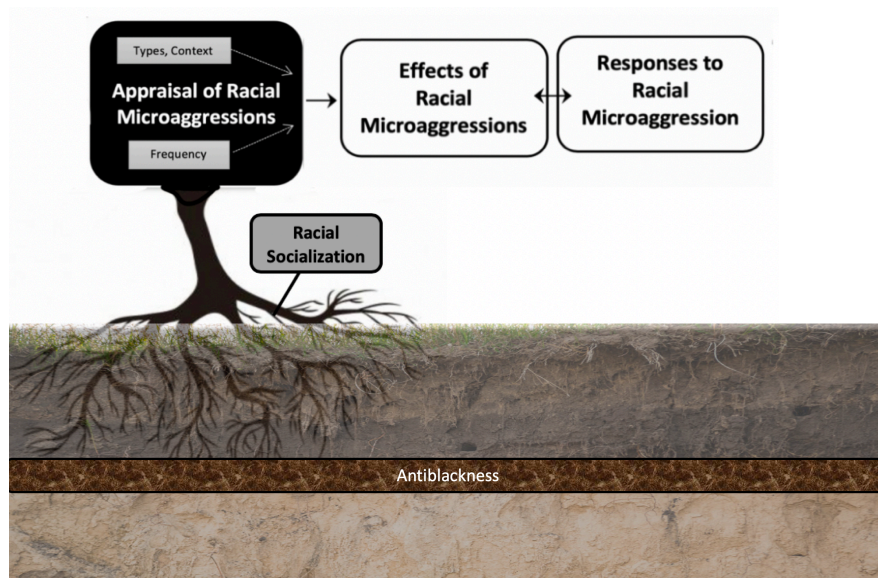 Types, Context
Appraisal of Racial
Microaggressions
Frequency
Effects of
Racial
Microaggressions
Responses to
Racial
Microaggression
Racial
Socialization
Antiblackness